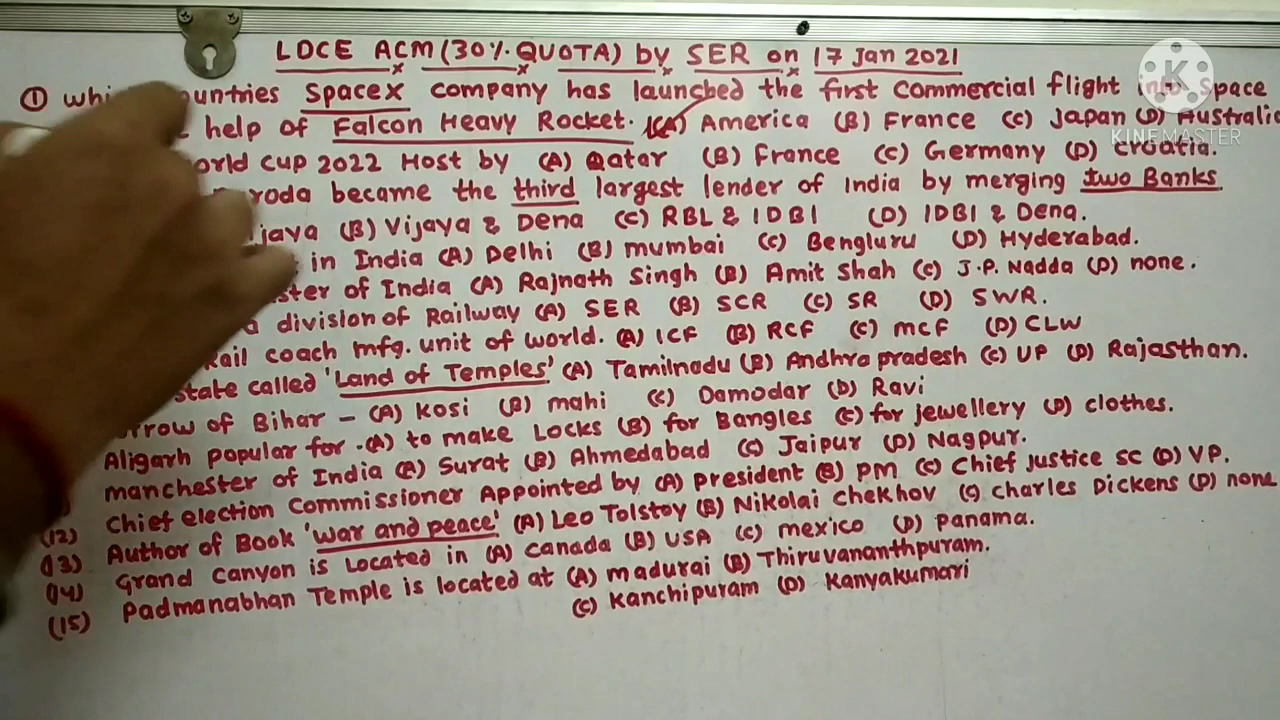 LDCE ACM (30% QUOTA) by SER on 17 Jan 2021
① whi ountries SpaceX company has launched the first commercial flight into space
help of Falcon Heavy Rocket. (A) America (B) France (C) Japan (D) Australia
orld cup 2022 Host by (A) Qatar (B) France (C) Germany (D) croatia.
roda became the third largest lender of India by merging two Banks
jaya (B) Vijaya & Dena (C) RBL & IDBI (D) IDBI & Dena.
in India (A) Delhi (B) mumbai (C) Bengluru (D) Hyderabad.
ster of India (A) Rajnath Singh (B) Amit Shah (C) J.P. Nadda (D) none.
a division of Railway (A) SER (B) SCR (C) SR (D) SWR.
Rail coach mfg. unit of world. (A) ICF (B) RCF (C) MCF (D) CLW
state called 'Land of Temples' (A) Tamilnadu (B) Andhra pradesh (C) UP (D) Rajasthan.
rrow of Bihar - (A) Kosi (B) mahi (C) Damodar (D) Ravi
Aligarh popular for .(A) to make Locks (B) for Bangles (C) for jewellery (D) clothes.
manchester of India (A) Surat (B) Ahmedabad (C) Jaipur (D) Nagpur.
(12) Chief election Commissioner Appointed by (A) President (B) PM (C) Chief justice SC (D) VP.
(13) Author of Book 'war and peace' (A) Leo Tolstoy (B) Nikolai Chekhov (C) Charles Dickens (D) none
(14) Grand Canyon is Located in (A) Canada (B) USA (C) mexico (D) Panama.
(15) Padmanabhan Temple is located at (A) madurai (B) Thiruvananthpuram.
(C) Kanchipuram (D) Kanyakumari
K
KINEMASTER